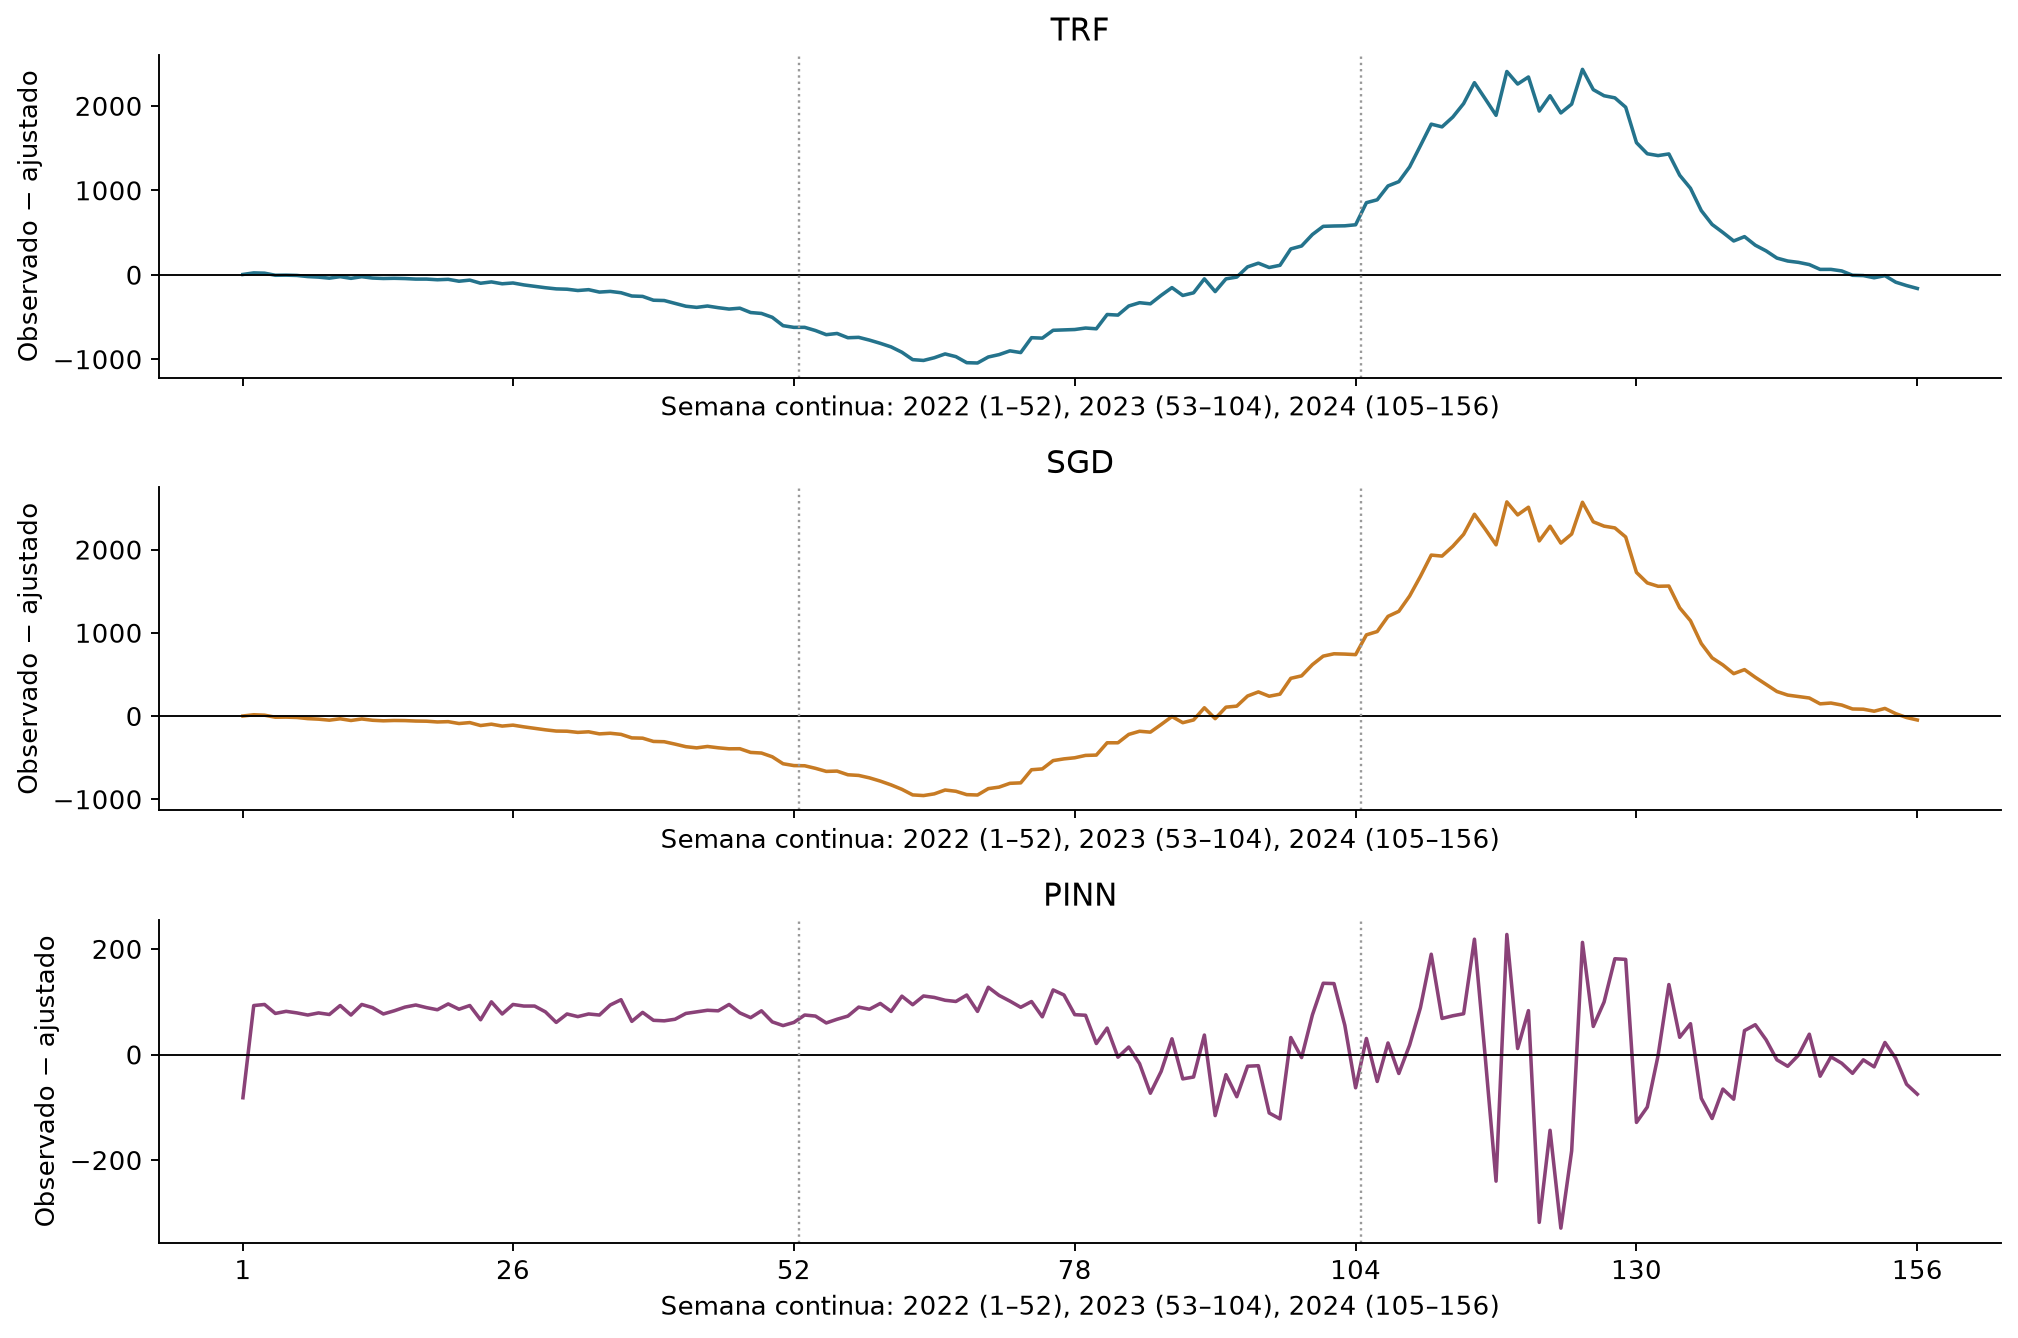 TRF
Observado − ajustado
2000
1000
0
−1000
Semana continua: 2022 (1–52), 2023 (53–104), 2024 (105–156)
SGD
Observado − ajustado
2000
1000
0
−1000
Semana continua: 2022 (1–52), 2023 (53–104), 2024 (105–156)
PINN
Observado − ajustado
200
0
−200
1 26 52 78 104 130 156
Semana continua: 2022 (1–52), 2023 (53–104), 2024 (105–156)